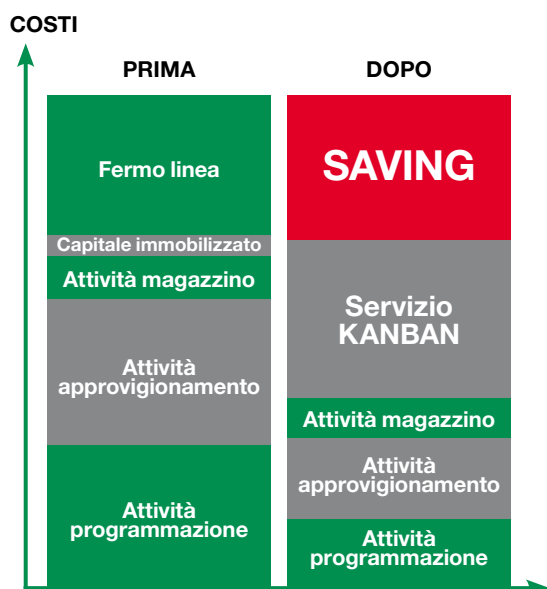 COSTI
PRIMA
DOPO
Fermo linea
Capitale immobilizzato
Attività magazzino
Attività
approvigionamento
Attività
programmazione
SAVING
Servizio
KANBAN
Attività magazzino
Attività
approvigionamento
Attività
programmazione